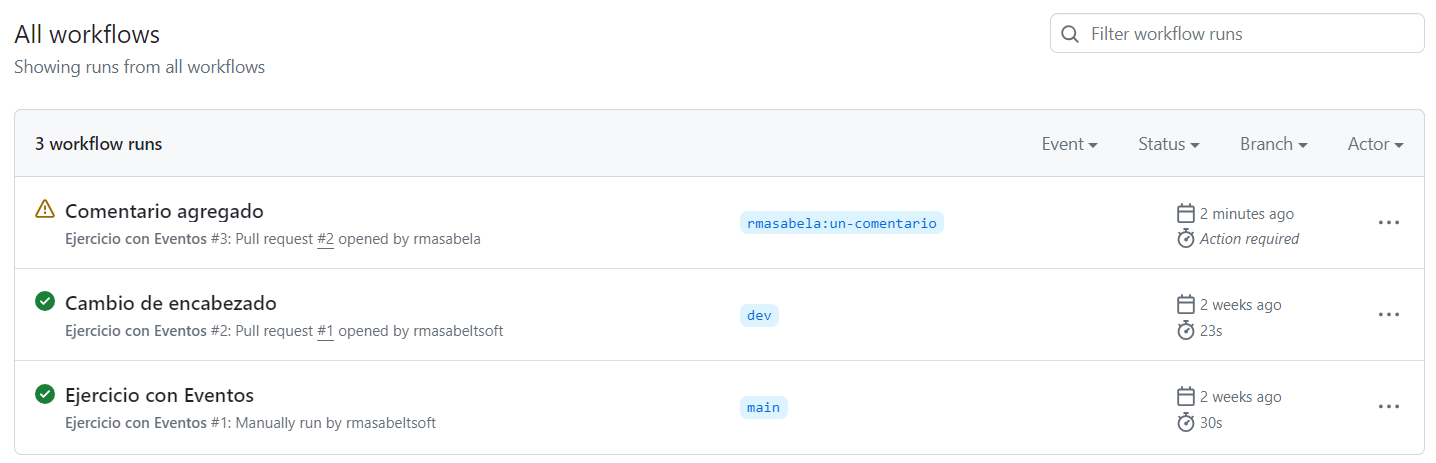 All workflows
Filter workflow runs
Showing runs from all workflows
3 workflow runs
Event
Status
Branch
Actor
Comentario agregado
Ejercicio con Eventos #3: Pull request #2 opened by rmasabela
rmasabela:un-comentario
2 minutes ago
Action required
Cambio de encabezado
Ejercicio con Eventos #2: Pull request #1 opened by rmasabeltsoft
dev
2 weeks ago
23s
Ejercicio con Eventos
Ejercicio con Eventos #1: Manually run by rmasabeltsoft
main
2 weeks ago
30s